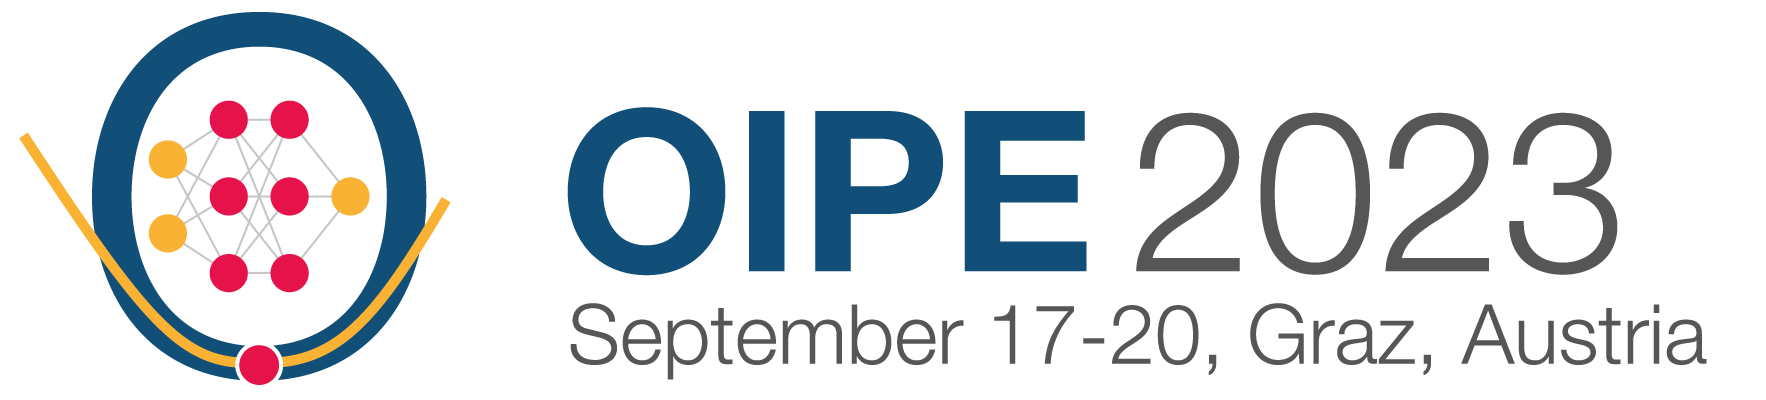 OIPE 2023
September 17-20, Graz, Austria